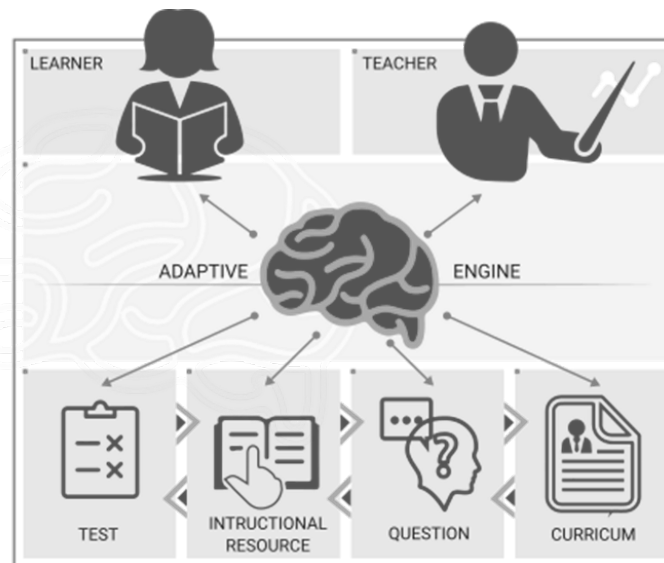 LEARNER
TEACHER
ADAPTIVE
ENGINE
TEST
INTRUCTIONAL
RESOURCE
QUESTION
CURRICUM